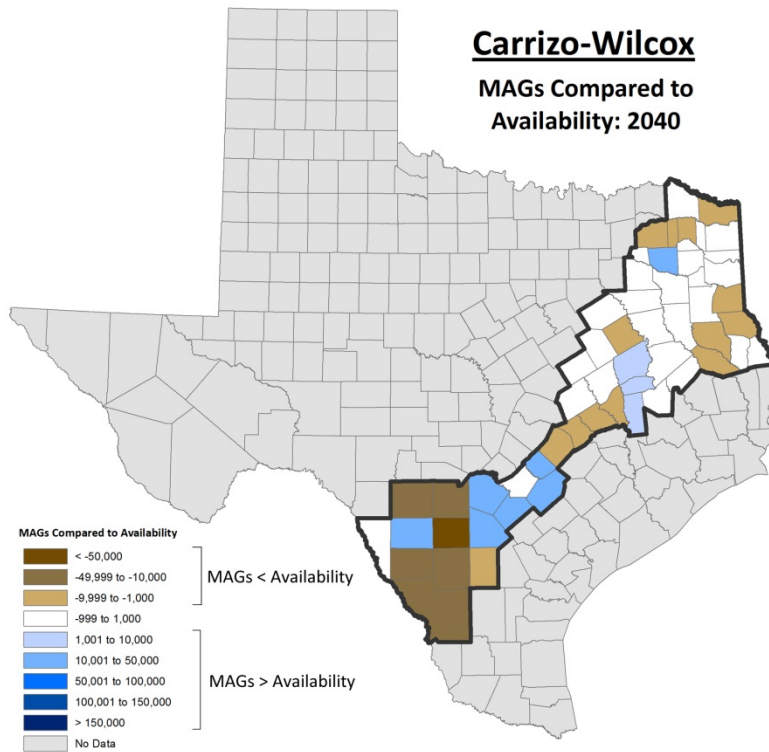 Carrizo-Wilcox
MAGs Compared to
Availability: 2040
MAGs Compared to Availability
< -50,000
-49,999 to -10,000
-9,999 to -1,000
-999 to 1,000
1,001 to 10,000
10,001 to 50,000
50,001 to 100,000
100,001 to 150,000
> 150,000
No Data
MAGs < Availability
MAGs > Availability